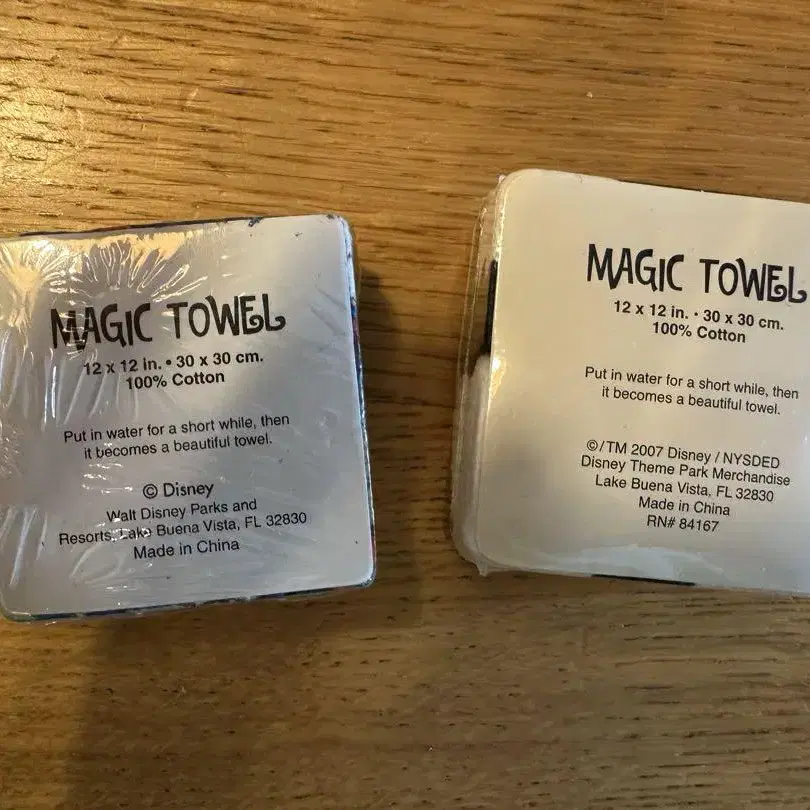 MAGIC TOWEL
12 x 12 in. • 30 x 30 cm.
100% Cotton
Put in water for a short while, then
it becomes a beautiful towel.
© Disney
Walt Disney Parks and
Resorts, Lake Buena Vista, FL 32830
Made in China
MAGIC TOWEL
12 x 12 in. • 30 x 30 cm.
100% Cotton
Put in water for a short while, then
it becomes a beautiful towel.
©/TM 2007 Disney / NYSDED
Disney Theme Park Merchandise
Lake Buena Vista, FL 32830
Made in China
RN# 84167